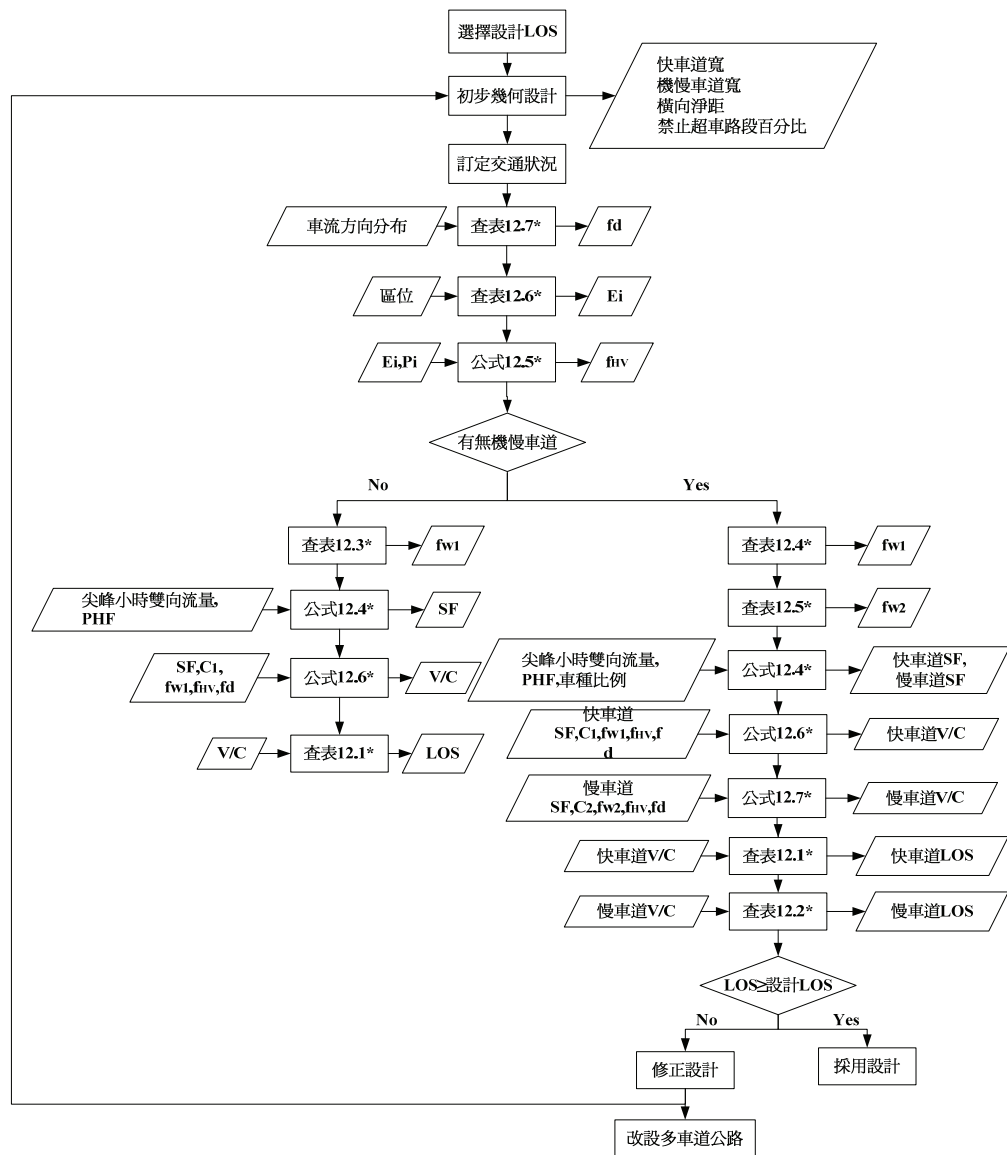 選擇設計LOS
初步幾何設計
快車道寬
機慢車道寬
橫向淨距
禁止超車路段百分比
訂定交通狀況
車流方向分布
查表12.7*
fd
區位
查表12.6*
Ei
Ei,Pi
公式12.5*
fHV
有無機慢車道
No
Yes
查表12.3*
fw1
尖峰小時雙向流量,
PHF
公式12.4*
SF
SF,C1,
fw1,fHV,fd
公式12.6*
V/C
V/C
查表12.1*
LOS
查表12.4*
fw1
查表12.5*
fw2
尖峰小時雙向流量,
PHF,車種比例
公式12.4*
快車道SF,
慢車道SF
快車道
SF,C1,fw1,fHV,f
d
公式12.6*
快車道V/C
慢車道
SF,C2,fw2,fHV,fd
公式12.7*
慢車道V/C
快車道V/C
查表12.1*
快車道LOS
慢車道V/C
查表12.2*
慢車道LOS
LOS≥設計LOS
No
Yes
修正設計
採用設計
改設多車道公路